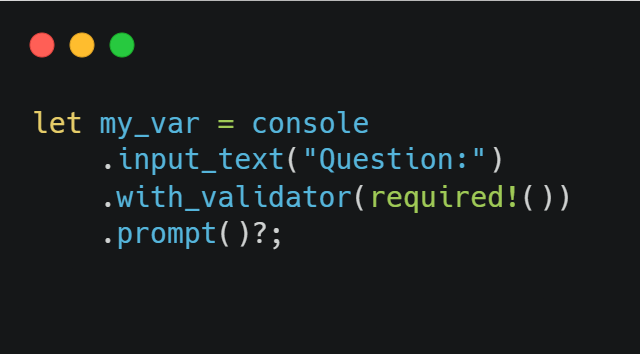 let my_var = console
    .input_text("Question:")
    .with_validator(required!())
    .prompt()?;